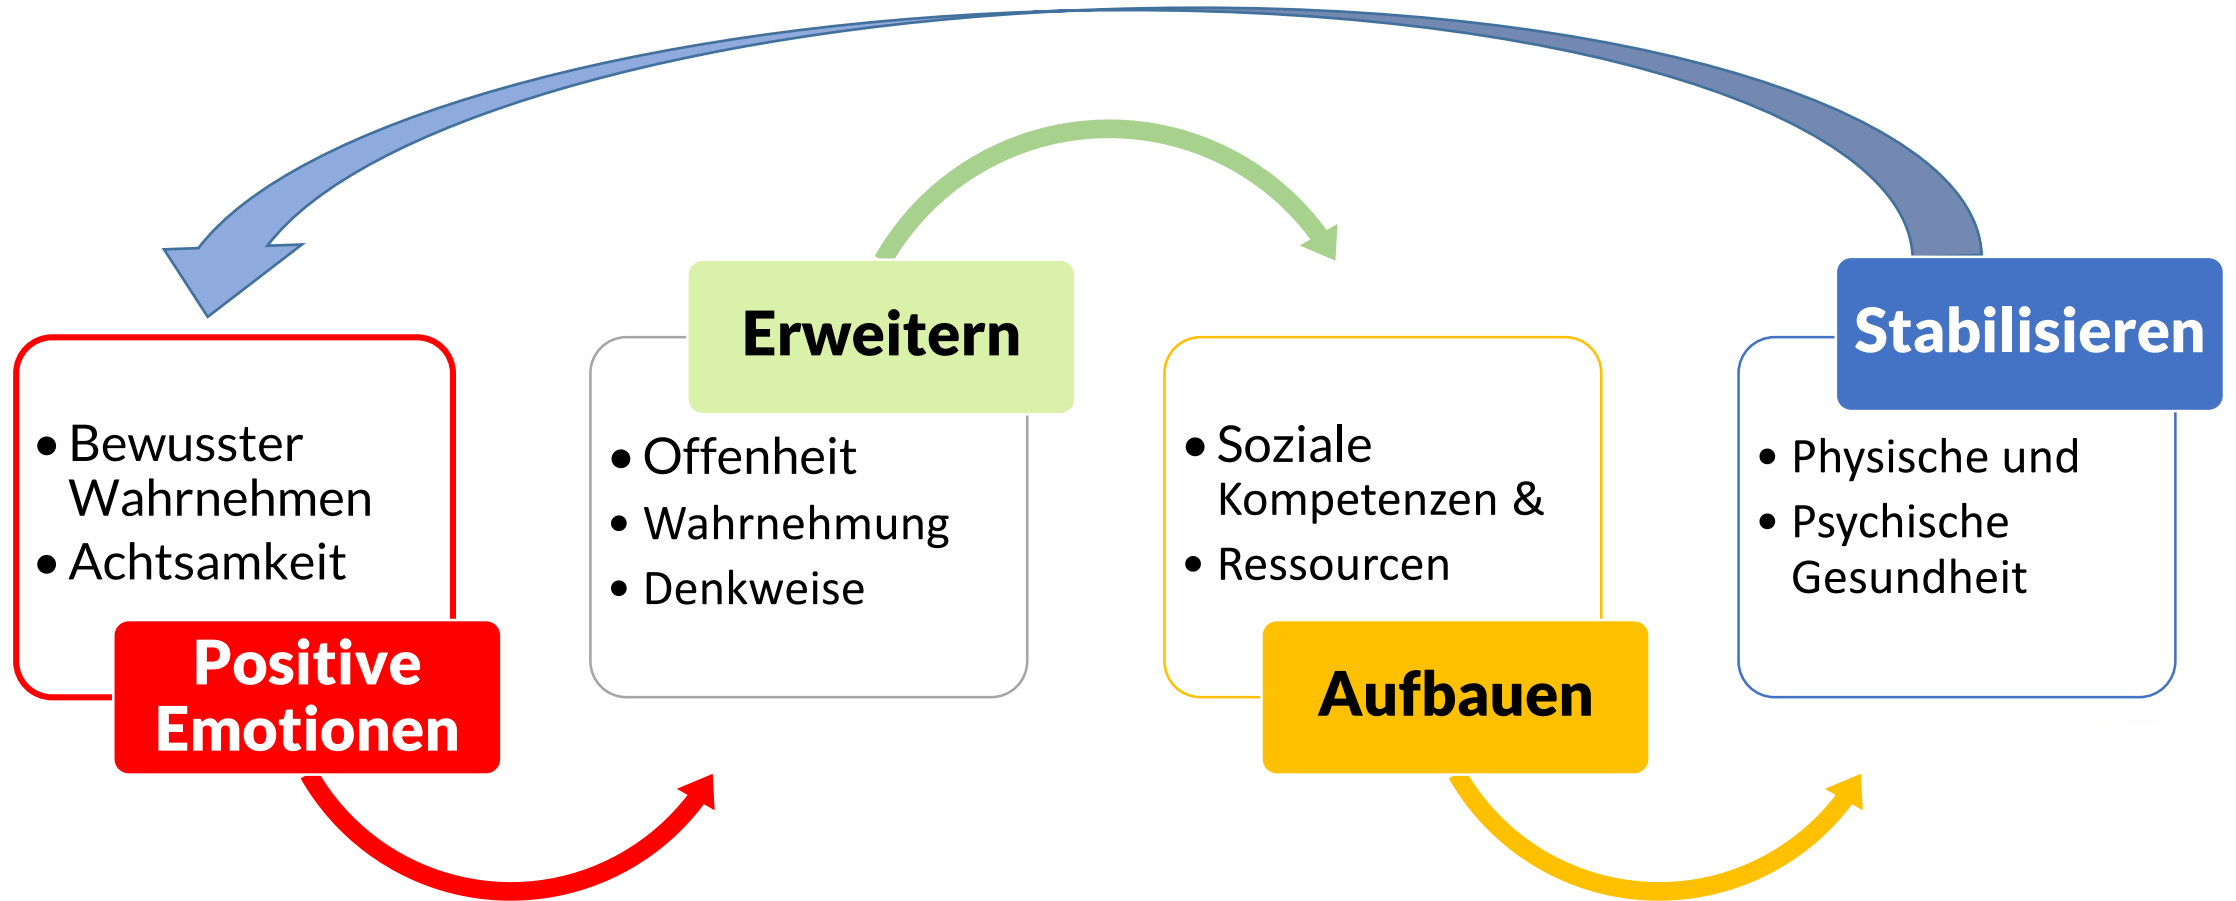 • Bewusster
Wahrnehmen
• Achtsamkeit
Positive
Emotionen
Erweitern
• Offenheit
• Wahrnehmung
• Denkweise
• Soziale
Kompetenzen &
• Ressourcen
Aufbauen
Stabilisieren
• Physische und
• Psychische
Gesundheit